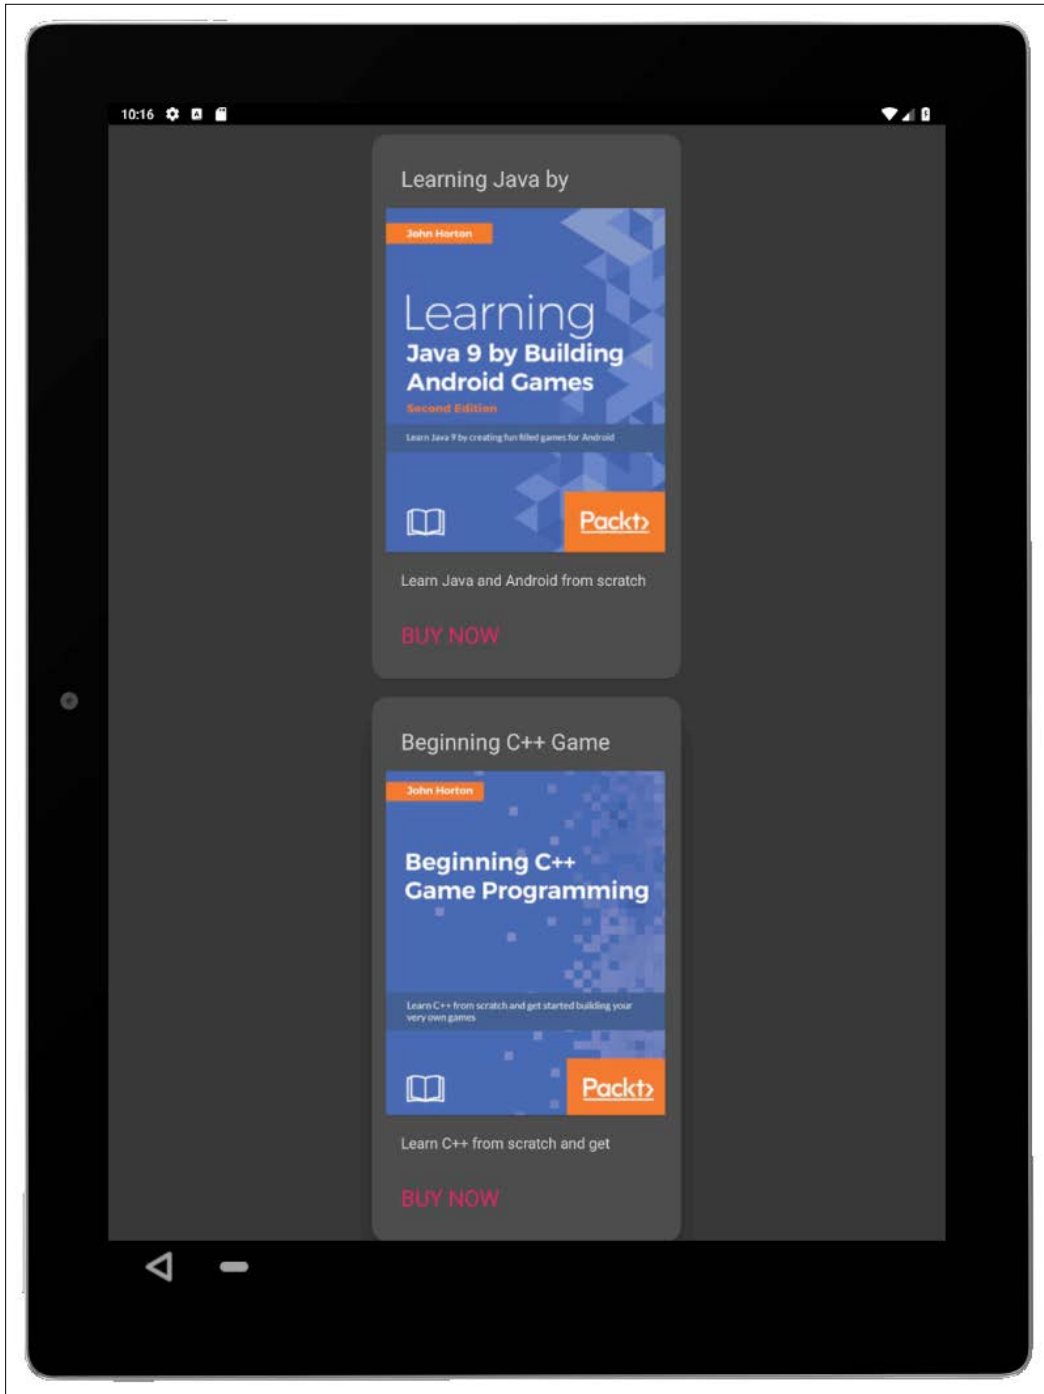 10:16
Learning Java by
John Horton
Learning
Java 9 by Building
Android Games
Second Edition
Learn Java 9 by creating fun filled games for Android
Packt>
Learn Java and Android from scratch
BUY NOW
Beginning C++ Game
John Horton
Beginning C++
Game Programming
Learn C++ from scratch and get started building your
very own games
Packt>
Learn C++ from scratch and get
BUY NOW